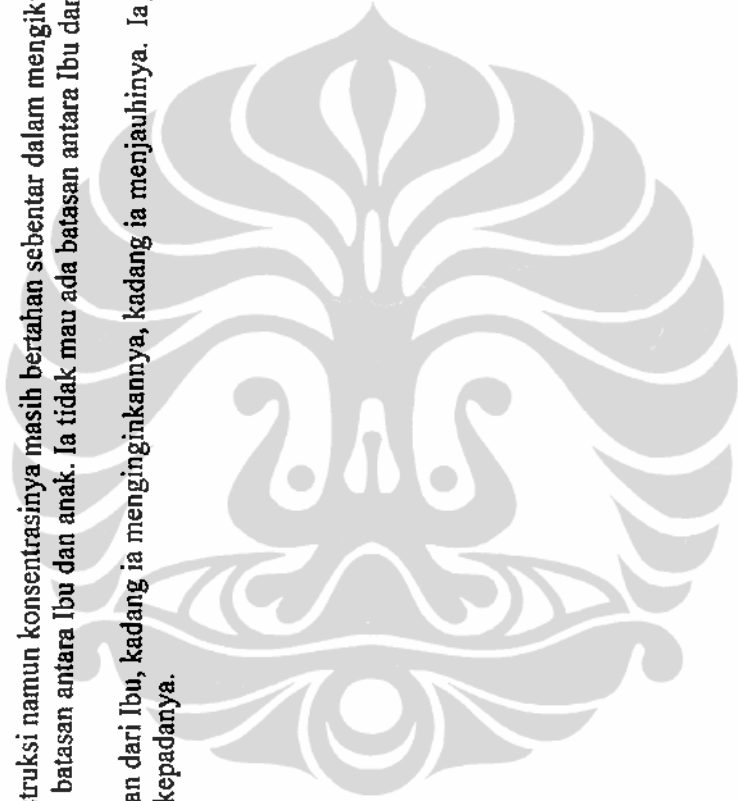 truksi namun konsentrasinya masih bertahan sebentar dalam mengik
batasan antara Ibu dan anak. Ia tidak mau ada batasan antara Ibu dar
an dari Ibu, kadang ia menginginkannya, kadang ia menjauhinya. Ia
kepadanya.